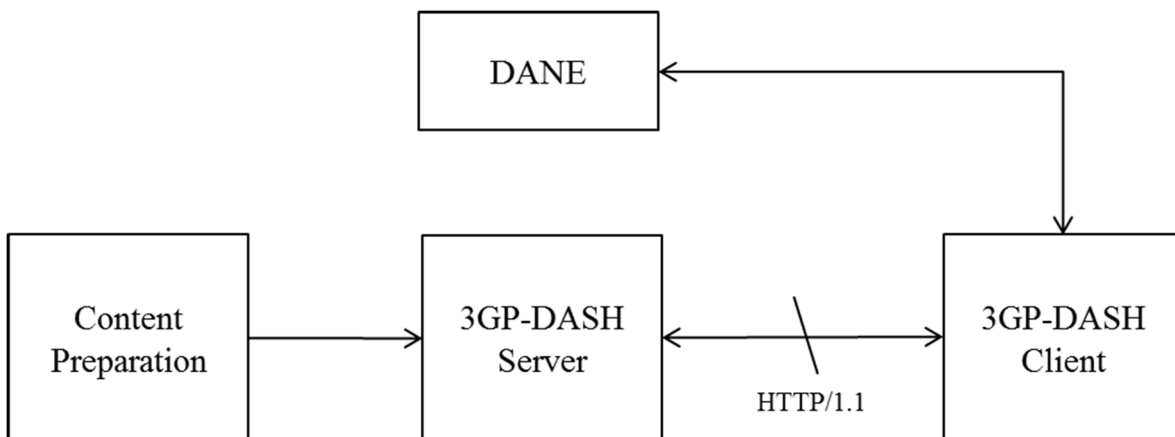 DANE
Content
Preparation
3GP-DASH
Server
HTTP/1.1
3GP-DASH
Client